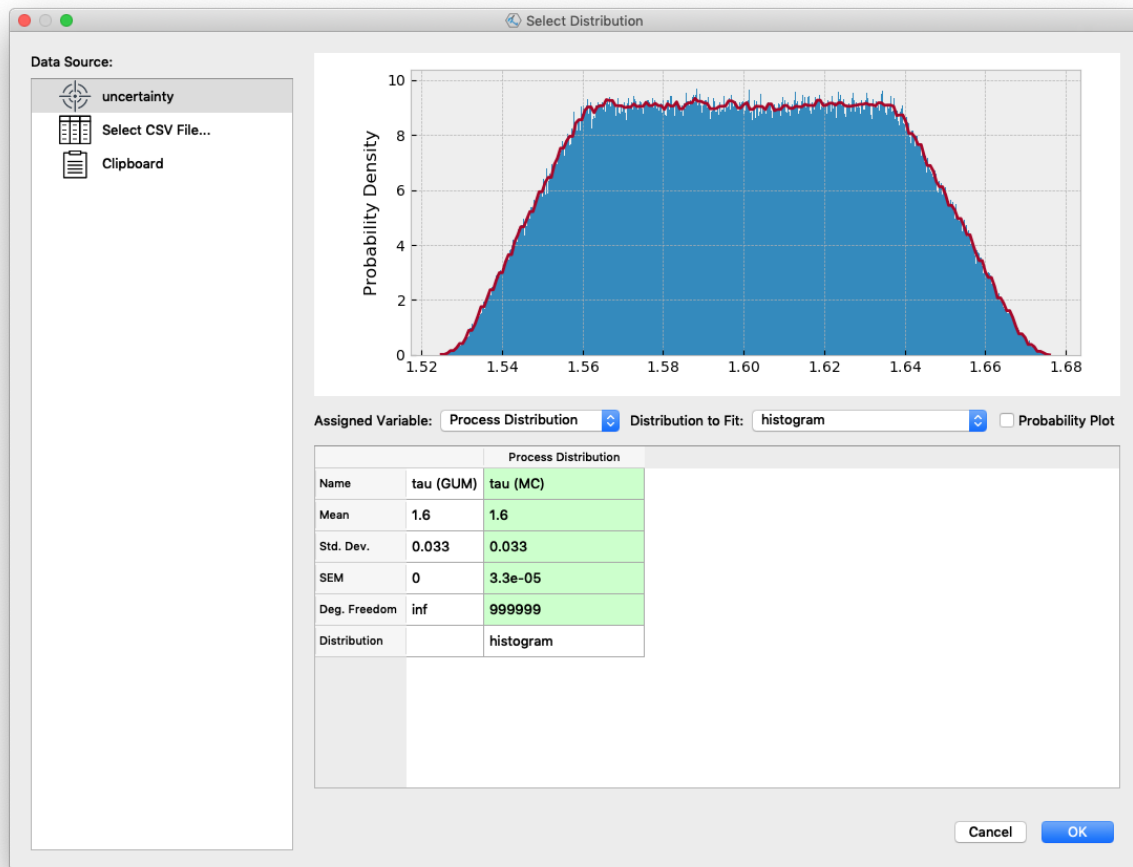 Select Distribution
Data Source:
uncertainty
Select CSV File...
Clipboard
Probability Density
10
8
6
4
2
0
1.52 1.54 1.56 1.58 1.60 1.62 1.64 1.66 1.68
Assigned Variable: Process Distribution Distribution to Fit: histogram Probability Plot
Process Distribution
Name tau (GUM) tau (MC)
Mean 1.6 1.6
Std. Dev. 0.033 0.033
SEM 0 3.3e-05
Deg. Freedom inf 999999
Distribution histogram
Cancel OK